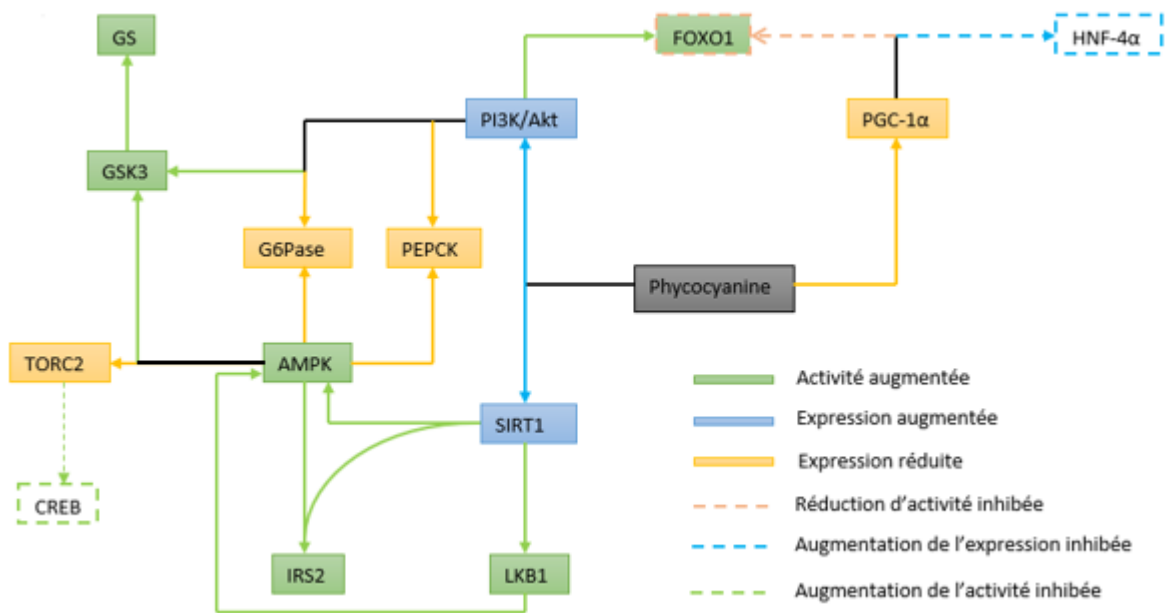 GS
FOXO1
HNF-4α
PI3K/Akt
PGC-1α
GSK3
G6Pase
PEPCK
Phycocyanine
TORC2
AMPK
Activité augmentée
SIRT1
Expression augmentée
Expression réduite
CREB
Réduction d'activité inhibée
Augmentation de l'expression inhibée
IRS2
LKB1
Augmentation de l'activité inhibée